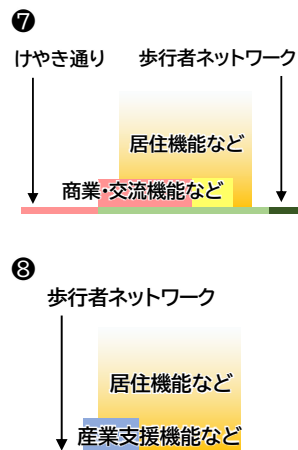 ❼
けやき通り 歩行者ネットワーク
居住機能など
商業・交流機能など
❽
歩行者ネットワーク
居住機能など
産業支援機能など